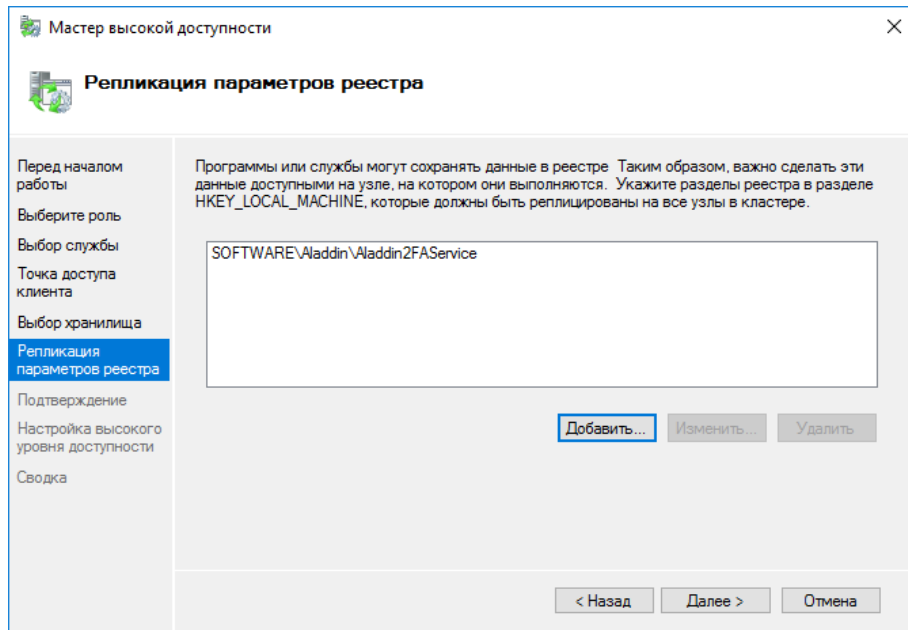 Мастер высокой доступности
Репликация параметров реестра
Перед началом
работы
Выберите роль
Выбор службы
Точка доступа
клиента
Выбор хранилища
Репликация
параметров реестра
Подтверждение
Настройка высокого
уровня доступности
Сводка
Программы или службы могут сохранять данные в реестре  Таким образом, важно сделать эти
данные доступными на узле, на котором они выполняются.  Укажите разделы реестра в разделе
HKEY_LOCAL_MACHINE, которые должны быть реплицированы на все узлы в кластере.
SOFTWARE\Aladdin\Aladdin2FAService
Добавить... Изменить... Удалить
< Назад Далее > Отмена